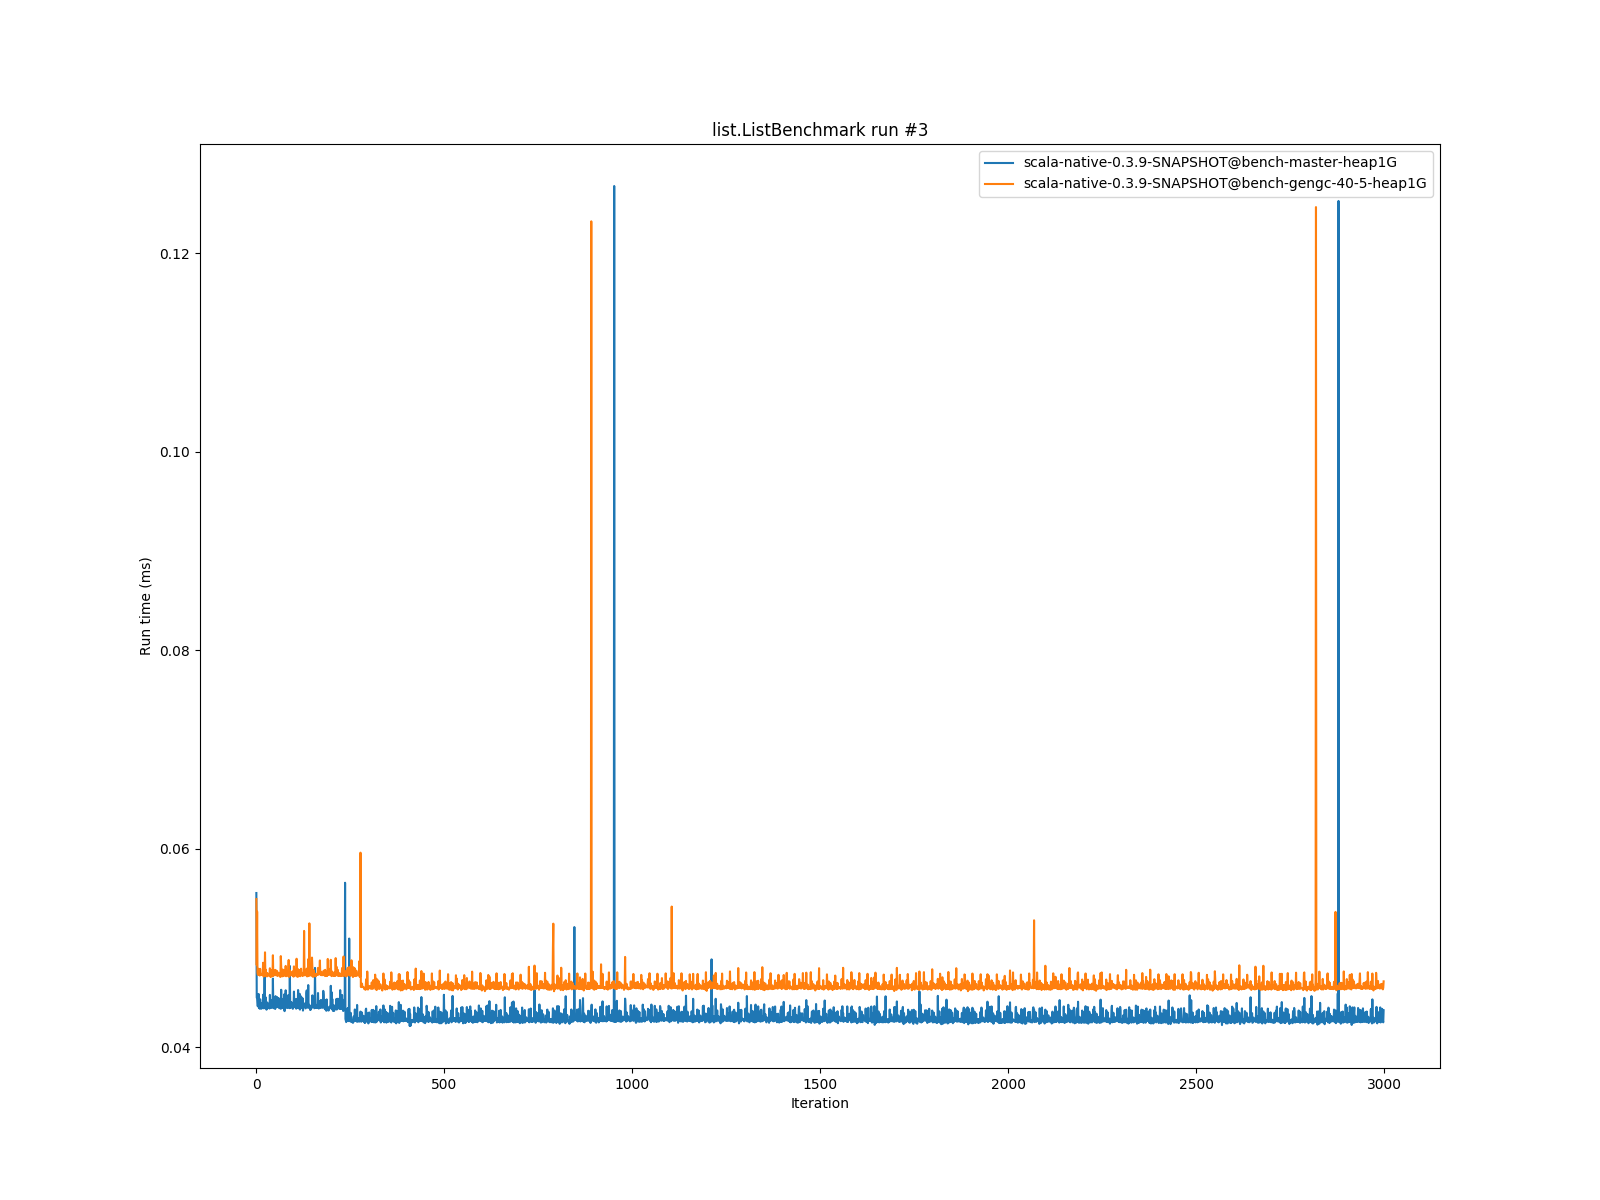 list.ListBenchmark run #3
scala-native-0.3.9-SNAPSHOT@bench-master-heap1G
scala-native-0.3.9-SNAPSHOT@bench-gengc-40-5-heap1G
0.12
0.10
0.08
0.06
0.04
Run time (ms)
0 500 1000 1500 2000 2500 3000
Iteration